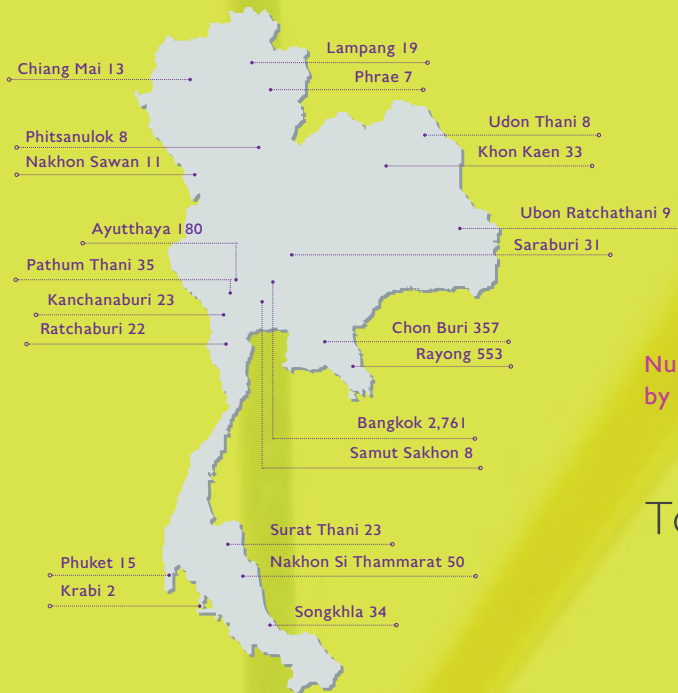 Lampang 19
Chiang Mai 13
Phrae 7
Udon Thani 8
Phitsanulok 8
Khon Kaen 33
Nakhon Sawan 11
Ubon Ratchathani 9
Ayutthaya 180
Saraburi 31
Pathum Thani 35
Kanchanaburi 23
Ratchaburi 22
Chon Buri 357
Rayong 553
by
Bangkok 2,761
Samut Sakhon 8
Surat Thani 23
Phuket 15
Nakhon Si Thammarat 50
Krabi 2
Songkhla 34